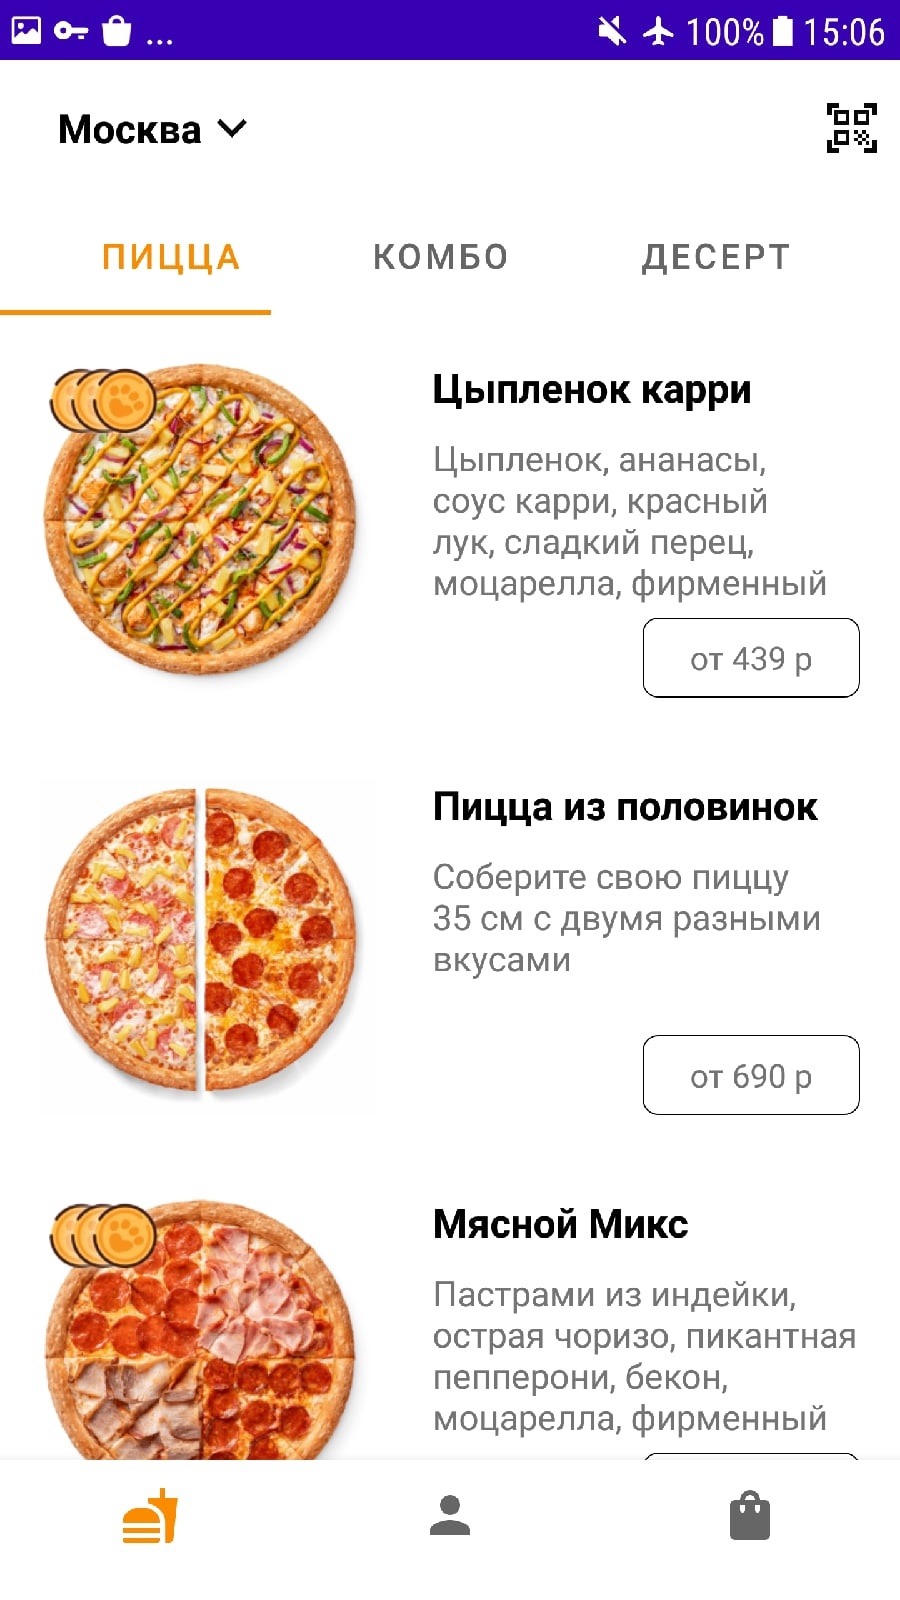 ...
100% 15:06
Москва
ПИЦЦА КОМБО ДЕСЕРТ
Цыпленок карри
Цыпленок, ананасы,
соус карри, красный
лук, сладкий перец,
моцарелла, фирменный
от 439 р
Пицца из половинок
Соберите свою пиццу
35 см с двумя разными
вкусами
от 690 р
Мясной Микс
Пастрами из индейки,
острая чоризо, пикантная
пепперони, бекон,
моцарелла, фирменный